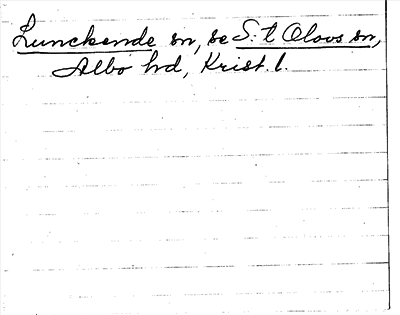 Lunckende sn, se S:t Olovs sn,
Albo hd, Krist. l.